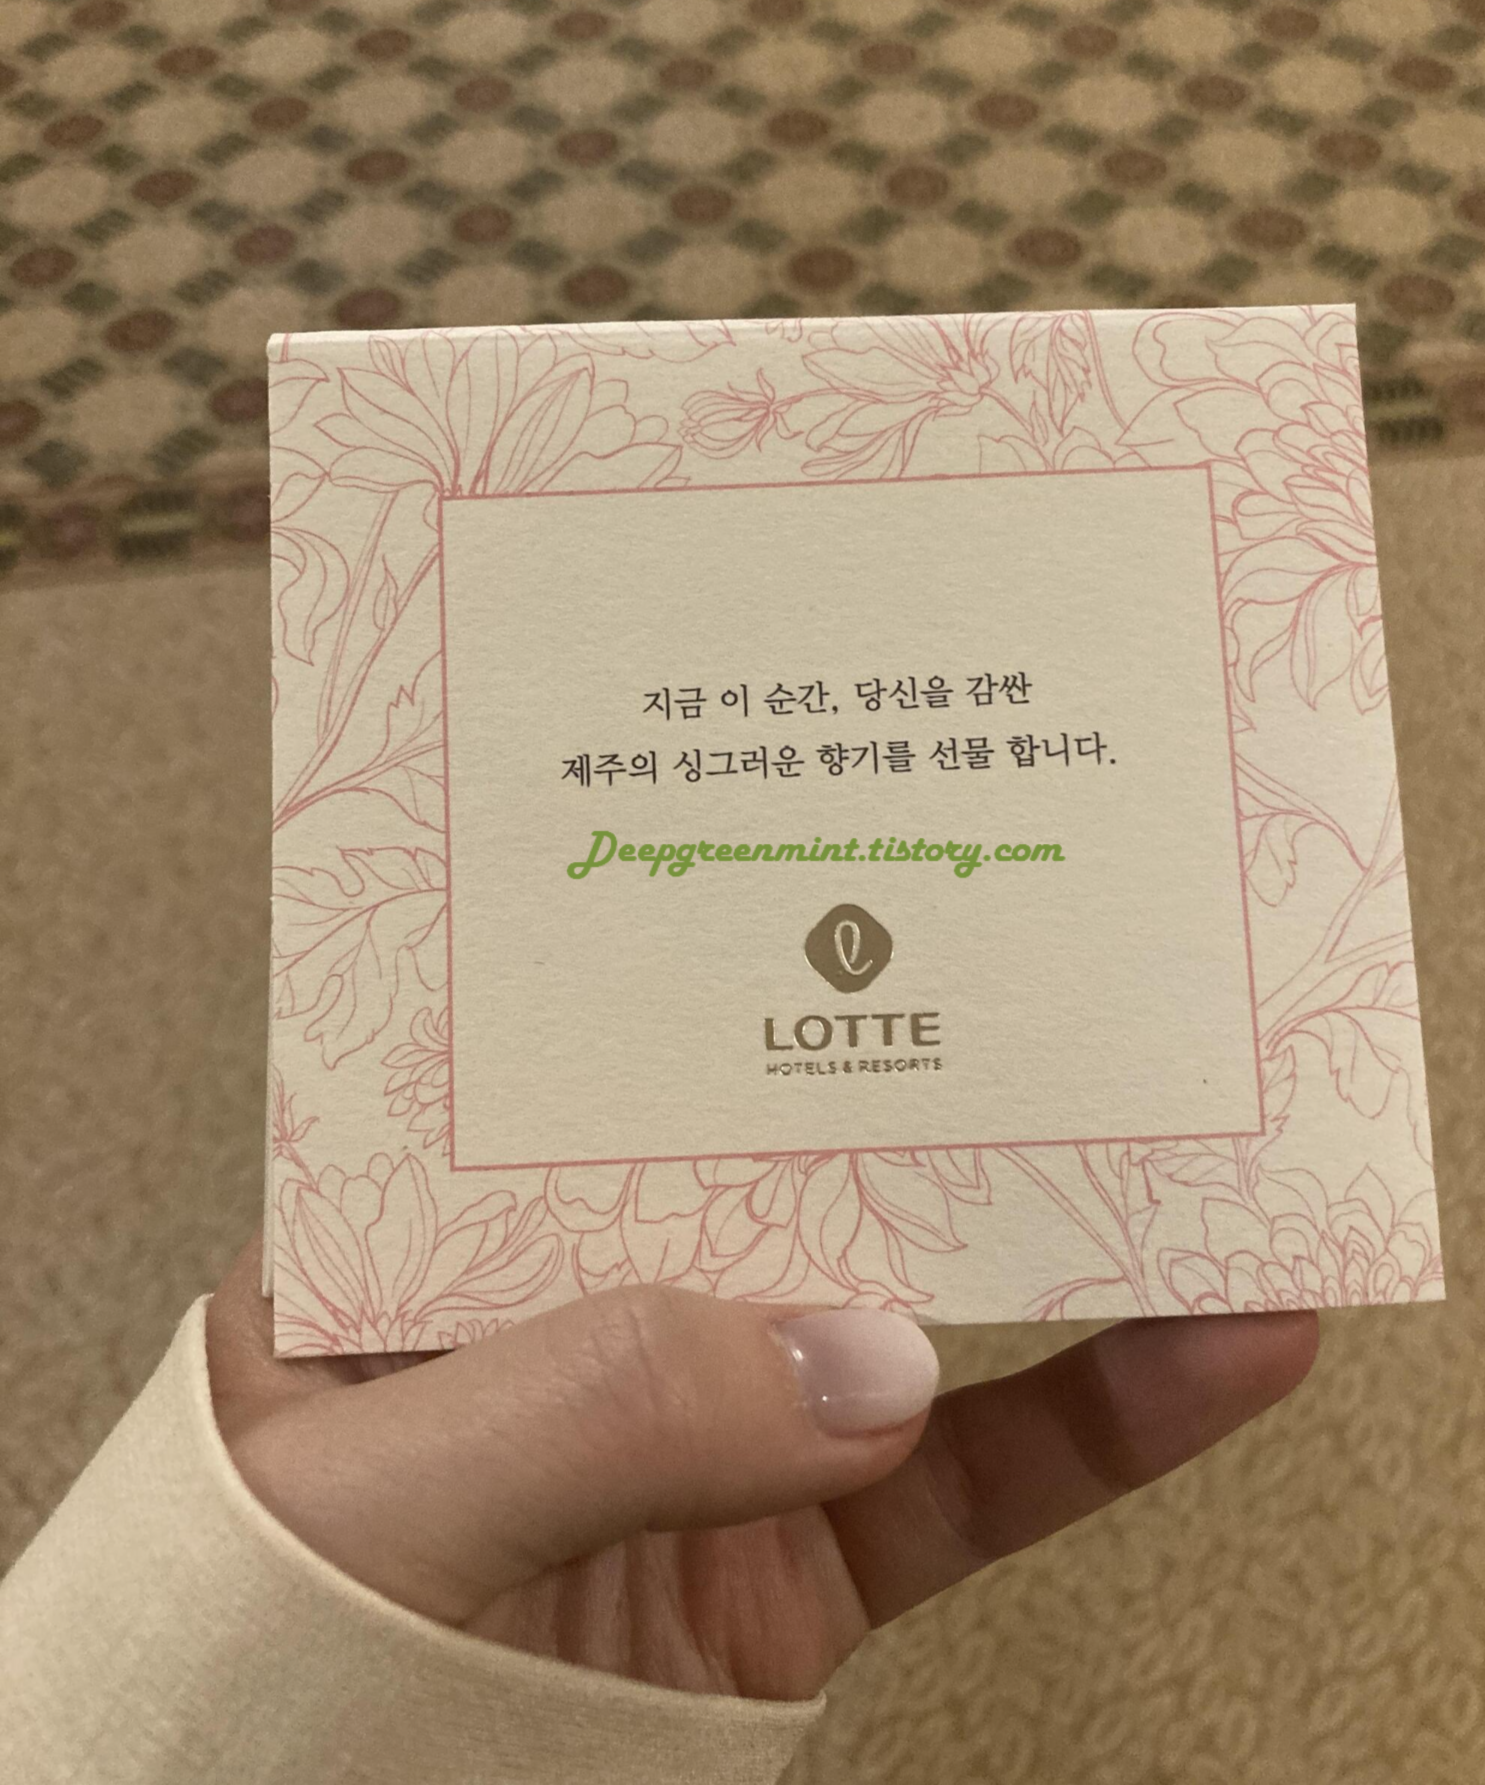 지금 이 순간, 당신을 감싼
제주의 싱그러운 향기를 선물 합니다.
Deepgreenmint.tistory.com
LOTTE
HOTELS & RESORTS